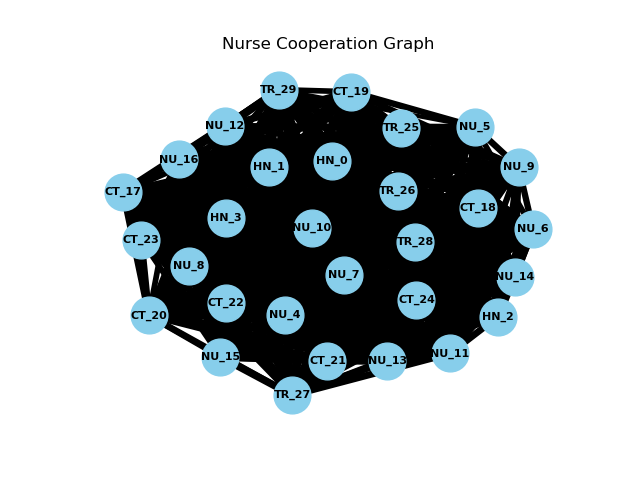 Nurse Cooperation Graph
TR_29
CT_19
NU_12
TR_25
NU_5
NU_16
HN_1
HN_0
NU_9
CT_17
TR_26
CT_18
HN_3
NU_10
NU_6
CT_23
TR_28
NU_8
NU_7
NU_14
CT_22
CT_24
CT_20
NU_4
HN_2
NU_15
CT_21
NU_13
NU_11
TR_27